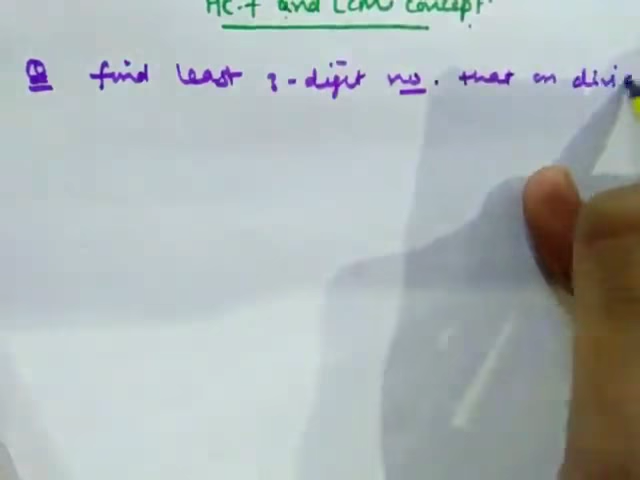 HCF and LCM concept
Q find least 3-digit no. that on divi